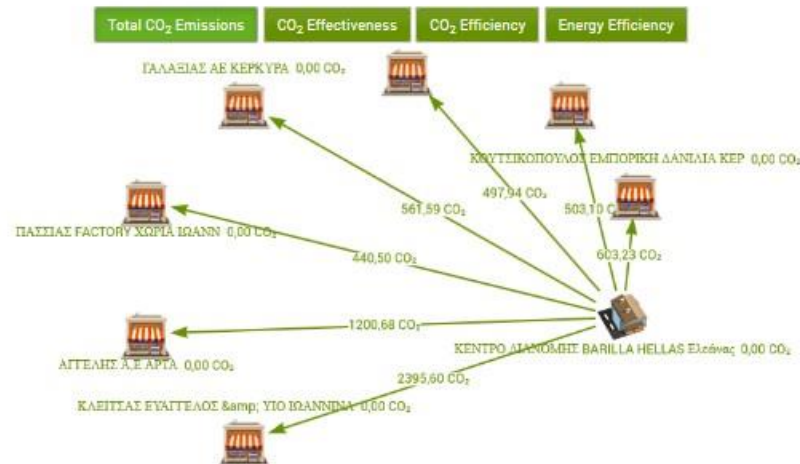 Total CO₂ Emissions
CO₂ Effectiveness
CO₂ Efficiency
Energy Efficiency
ΓΑΛΑΞΙΑΣ ΑΕ ΚΕΡΚΥΡΑ 0,00 CO₂
ΚΟΥΤΣΙΚΟΠΟΥΛΟΣ ΕΜΠΟΡΙΚΗ ΔΑΝΙΛΙΑ ΚΕΡ 0,00 CO₂
497,94 CO₂
503,10 C
561,59 CO₂
ΠΑΣΣΙΑΣ FACTORY ΧΩΡΙΑ ΙΩΑΝΝ 0,00 CO₂
440,50 CO₂
603,23 CO₂
1200,68 CO₂
ΚΕΝΤΡΟ ΔΙΑΝΟΜΗΣ BARILLA HELLAS Ελεώνας 0,00 CO₂
ΑΓΓΕΛΗΣ Α,Ε ΑΡΤΑ 0,00 CO₂
2395,60 CO₂
ΚΛΕΙΤΣΑΣ ΕΥΑΓΓΕΛΟΣ &amp; ΥΙΟ ΙΩΑΝΝΙΝΑ 0,00 CO₂